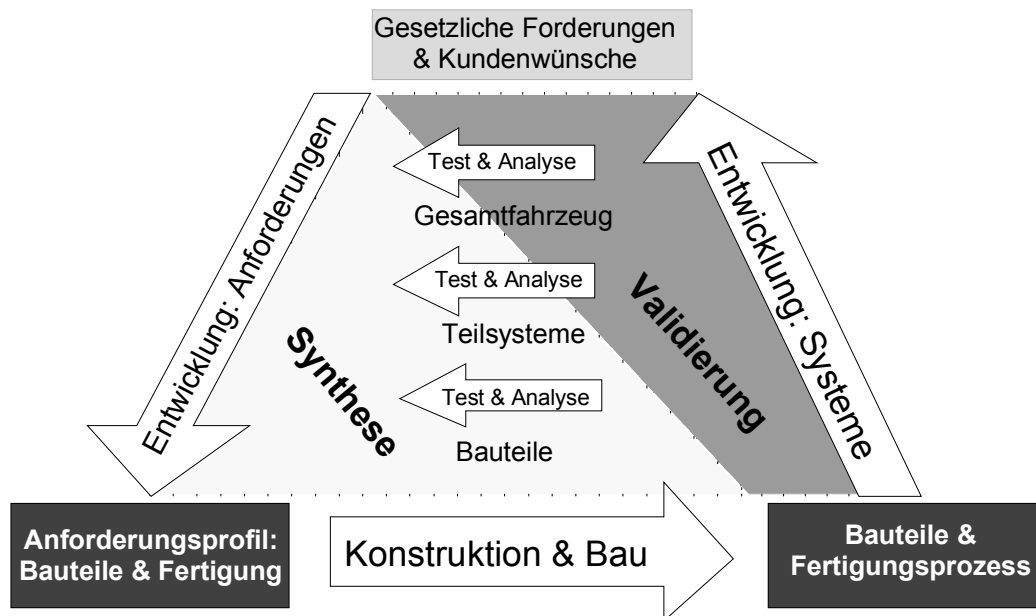 Gesetzliche Forderungen
& Kundenwünsche
Entwicklung: Anforderungen
Test & Analyse
Gesamtfahrzeug
Test & Analyse
Teilsysteme
Test & Analyse
Bauteile
Synthese
Validierung
Entwicklung: Systeme
Anforderungsprofil:
Bauteile & Fertigung
Konstruktion & Bau
Bauteile &
Fertigungsprozess